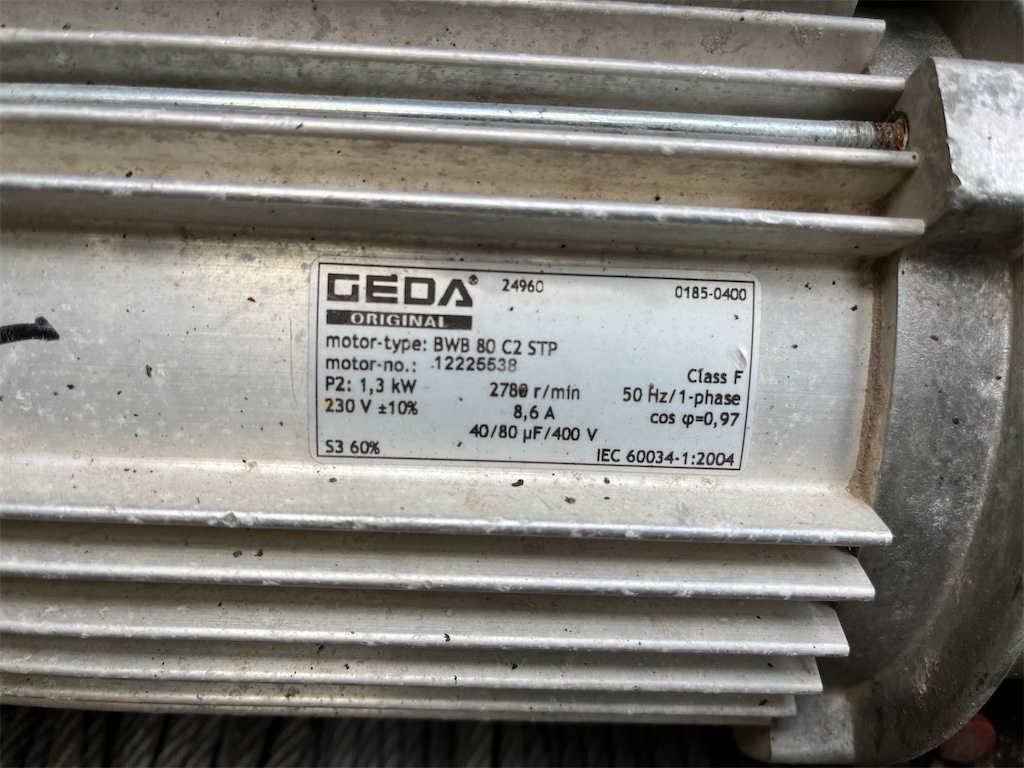 GEDA® 24960 0185-0400
ORIGINAL
motor-type: BWB 80 C2 STP
motor-no.: 12225538
Class F
P2: 1,3 kW 2780 r/min 50 Hz/1-phase
230 V ±10% 8,6 A cos φ=0,97
40/80 µF/400 V
S3 60% IEC 60034-1:2004